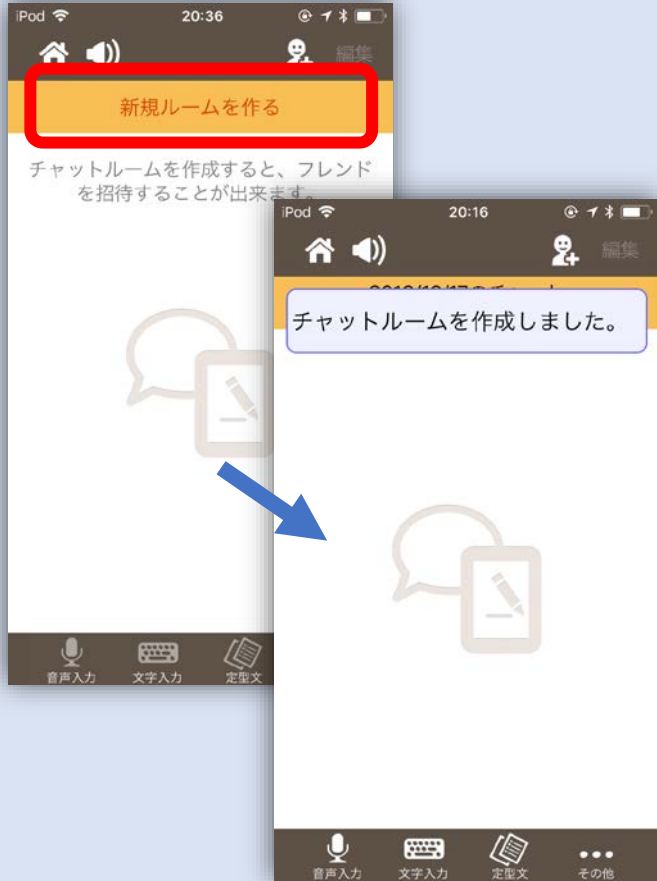 iPod 20:36
編集
新規ルームを作る
チャットルームを作成すると、フレンド
を招待することが出来ます。
音声入力 文字入力 定型文
iPod 20:16
編集
チャットルームを作成しました。
音声入力 文字入力 定型文 その他